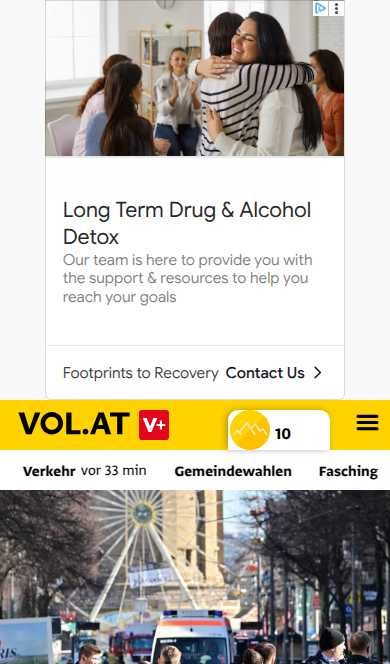 Long Term Drug & Alcohol
Detox
Our team is here to provide you with
the support & resources to help you
reach your goals
Footprints to Recovery Contact Us
VOL.AT V+
10
Verkehr vor 33 min Gemeindewahlen Fasching